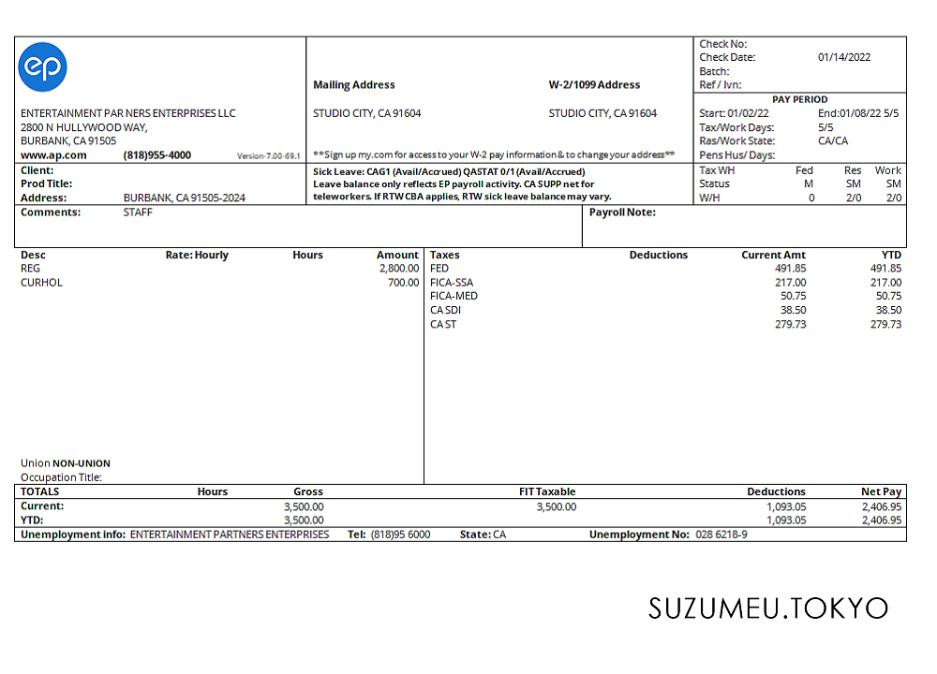 ep
Check No:
Check Date: 01/14/2022
Batch:
Ref / Ivn:
Mailing Address W-2/1099 Address
PAY PERIOD
ENTERTAINMENT PAR NERS ENTERPRISES LLC STUDIO CITY, CA 91604 STUDIO CITY, CA 91604 Start: 01/02/22 End:01/08/22 5/5
2800 N HULLYWOOD WAY, Tax/Work Days: 5/5
BURBANK, CA 91505 Ras/Work State: CA/CA
www.ap.com (818)955-4000 Version-7.00-69.1 **Sign up my.com for access to your W-2 pay information & to change your address** Pens Hus/ Days:
Client: Sick Leave: CAG1 (Avail/Accrued) QASTAT 0/1 (Avail/Accrued) Tax WH Fed Res Work
Prod Title: Leave balance only reflects EP payroll activity. CA SUPP net for Status M SM SM
Address: BURBANK, CA 91505-2024 teleworkers. If RTW CBA applies, RTW sick leave balance may vary. W/H 0 2/0 2/0
Comments: STAFF Payroll Note:
Desc Rate: Hourly Hours Amount Taxes Deductions Current Amt YTD
REG 2,800.00 FED 491.85 491.85
CURHOL 700.00 FICA-SSA 217.00 217.00
FICA-MED 50.75 50.75
CA SDI 38.50 38.50
CA ST 279.73 279.73
Union NON-UNION
Occupation Title:
TOTALS Hours Gross FIT Taxable Deductions Net Pay
Current: 3,500.00 3,500.00 1,093.05 2,406.95
YTD: 3,500.00 1,093.05 2,406.95
Unemployment info: ENTERTAINMENT PARTNERS ENTERPRISES Tel: (818)95 6000 State: CA Unemployment No: 028 6218-9
SUZUMEU.TOKYO